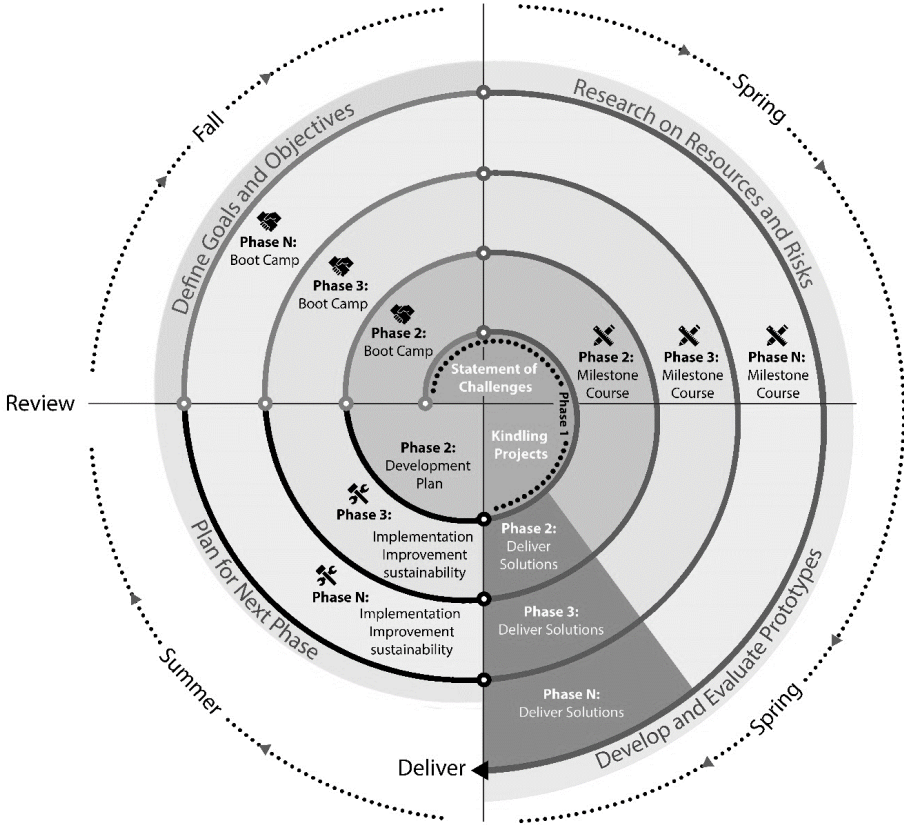 Fall
Spring
Define Goals and Objectives
Research on Resources and Risks
Phase N:
Boot Camp
Phase 3:
Boot Camp
Phase 2:
Boot Camp
Statement of
Challenges
Phase 1
Kindling
Projects
Phase 2:
Milestone
Course
Phase 3:
Milestone
Course
Phase N:
Milestone
Course
Review
Phase 2:
Development
Plan
Phase 3:
Implementation
Improvement
sustainability
Phase N:
Implementation
Improvement
sustainability
Phase 2:
Deliver
Solutions
Phase 3:
Deliver Solutions
Phase N:
Deliver Solutions
Plan for Next Phase
Develop and Evaluate Prototypes
Summer
Spring
Deliver